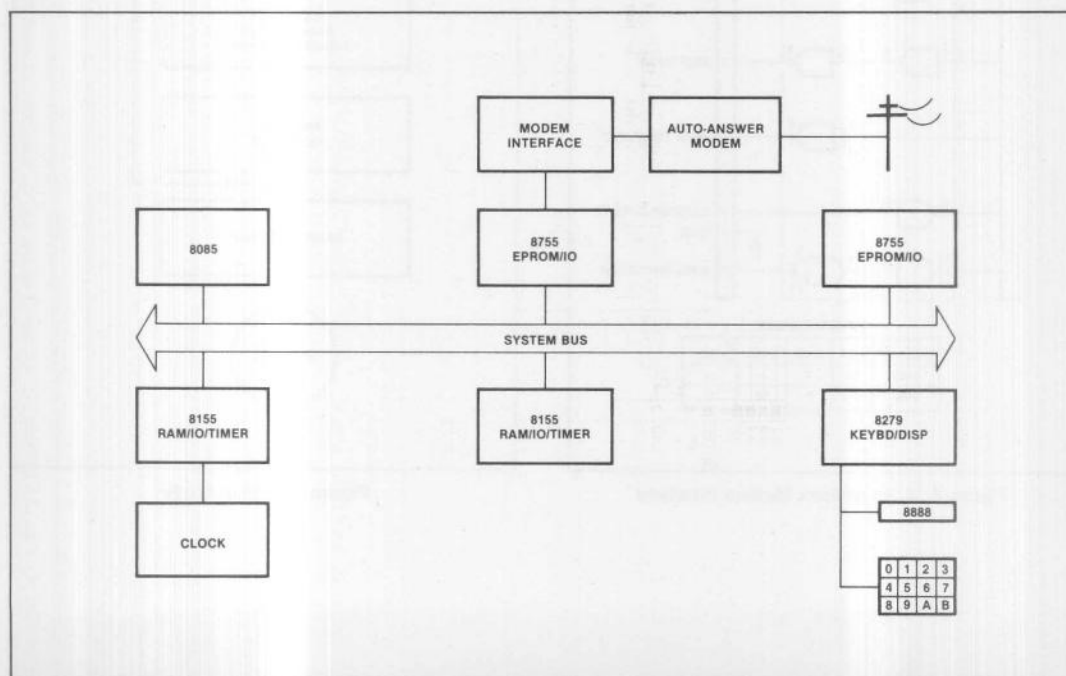 MODEM
INTERFACE
AUTO-ANSWER
MODEM
8085
8755
EPROM/IO
8755
EPROM/IO
SYSTEM BUS
8155
RAM/IO/TIMER
8155
RAM/IO/TIMER
8279
KEYBD/DISP
CLOCK
8888
0 1 2 3
4 5 6 7
8 9 A B